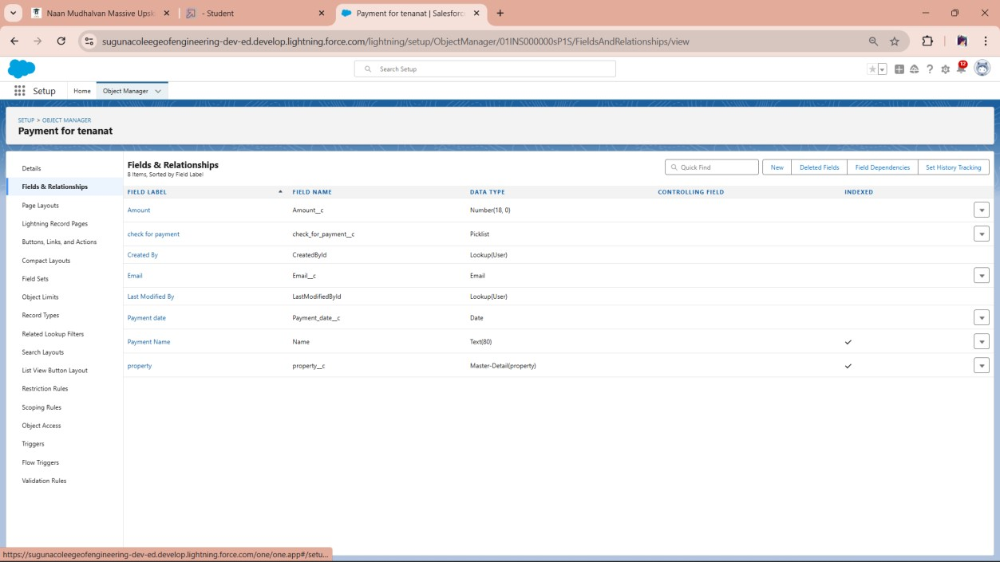 Naan Mudhalvan Massive Upsk
- Student
Payment for tenanat | Salesforc
sugunacoleegeofengineering-dev-ed.develop.lightning.force.com/lightning/setup/ObjectManager/01INS000000sP1S/FieldsAndRelationships/view
Search Setup
12
Setup Home Object Manager
SETUP > OBJECT MANAGER
Payment for tenanat
Details
Fields & Relationships
Page Layouts
Lightning Record Pages
Buttons, Links, and Actions
Compact Layouts
Field Sets
Object Limits
Record Types
Related Lookup Filters
Search Layouts
List View Button Layout
Restriction Rules
Scoping Rules
Object Access
Triggers
Flow Triggers
Validation Rules
Fields & Relationships
8 Items, Sorted by Field Label
Quick Find New Deleted Fields Field Dependencies Set History Tracking
FIELD LABEL FIELD NAME DATA TYPE CONTROLLING FIELD INDEXED
Amount Amount__c Number(18, 0)
check for payment check_for_payment__c Picklist
Created By CreatedById Lookup(User)
Email Email__c Email
Last Modified By LastModifiedById Lookup(User)
Payment date Payment_date__c Date
Payment Name Name Text(80)
property property__c Master-Detail(property)
https://sugunacoleegeofengineering-dev-ed.develop.lightning.force.com/one/one.app#/setu...